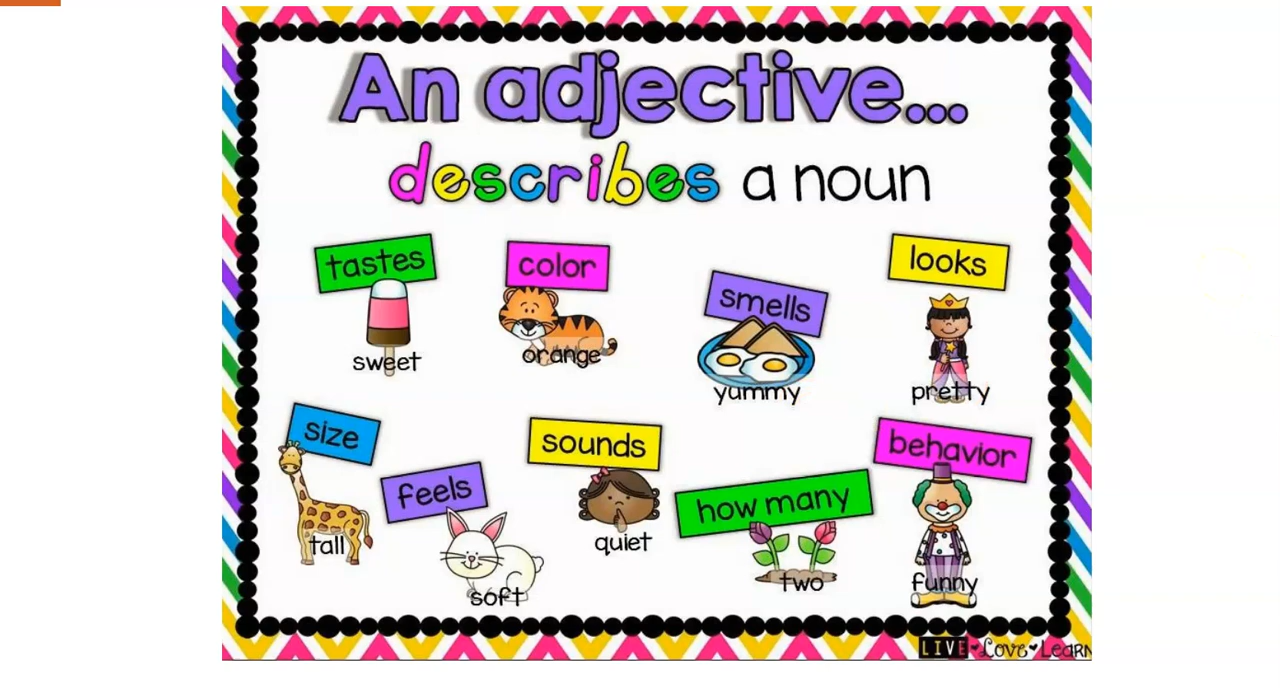 An adjective...
describes a noun
tastes
sweet
color
orange
smells
yummy
looks
pretty
size
tall
feels
soft
sounds
quiet
how many
two
behavior
funny
LIVE Love LEARN